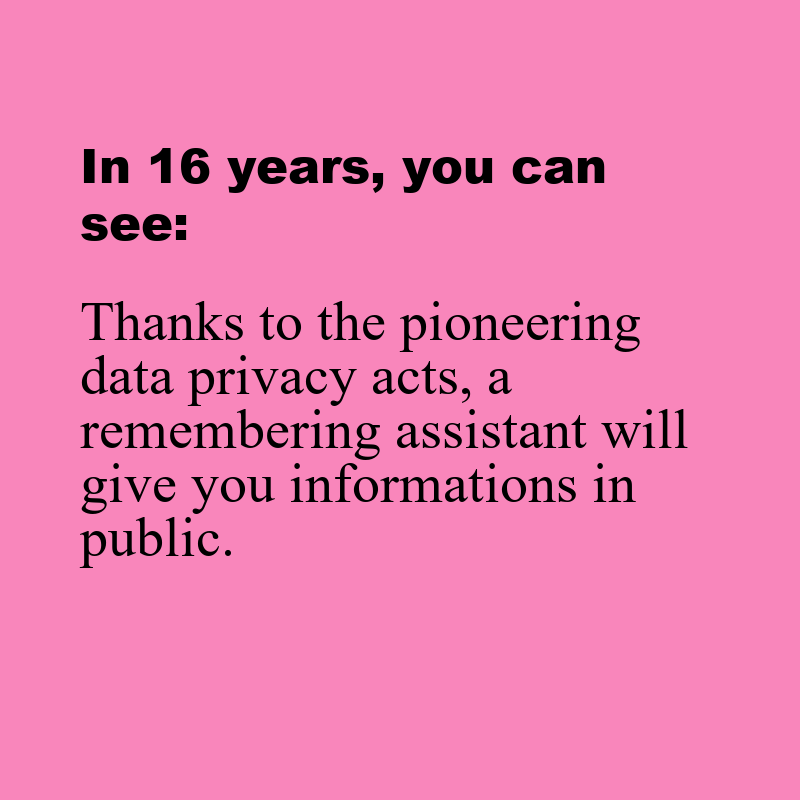 In 16 years, you can
see:
Thanks to the pioneering
data privacy acts, a
remembering assistant will
give you informations in
public.